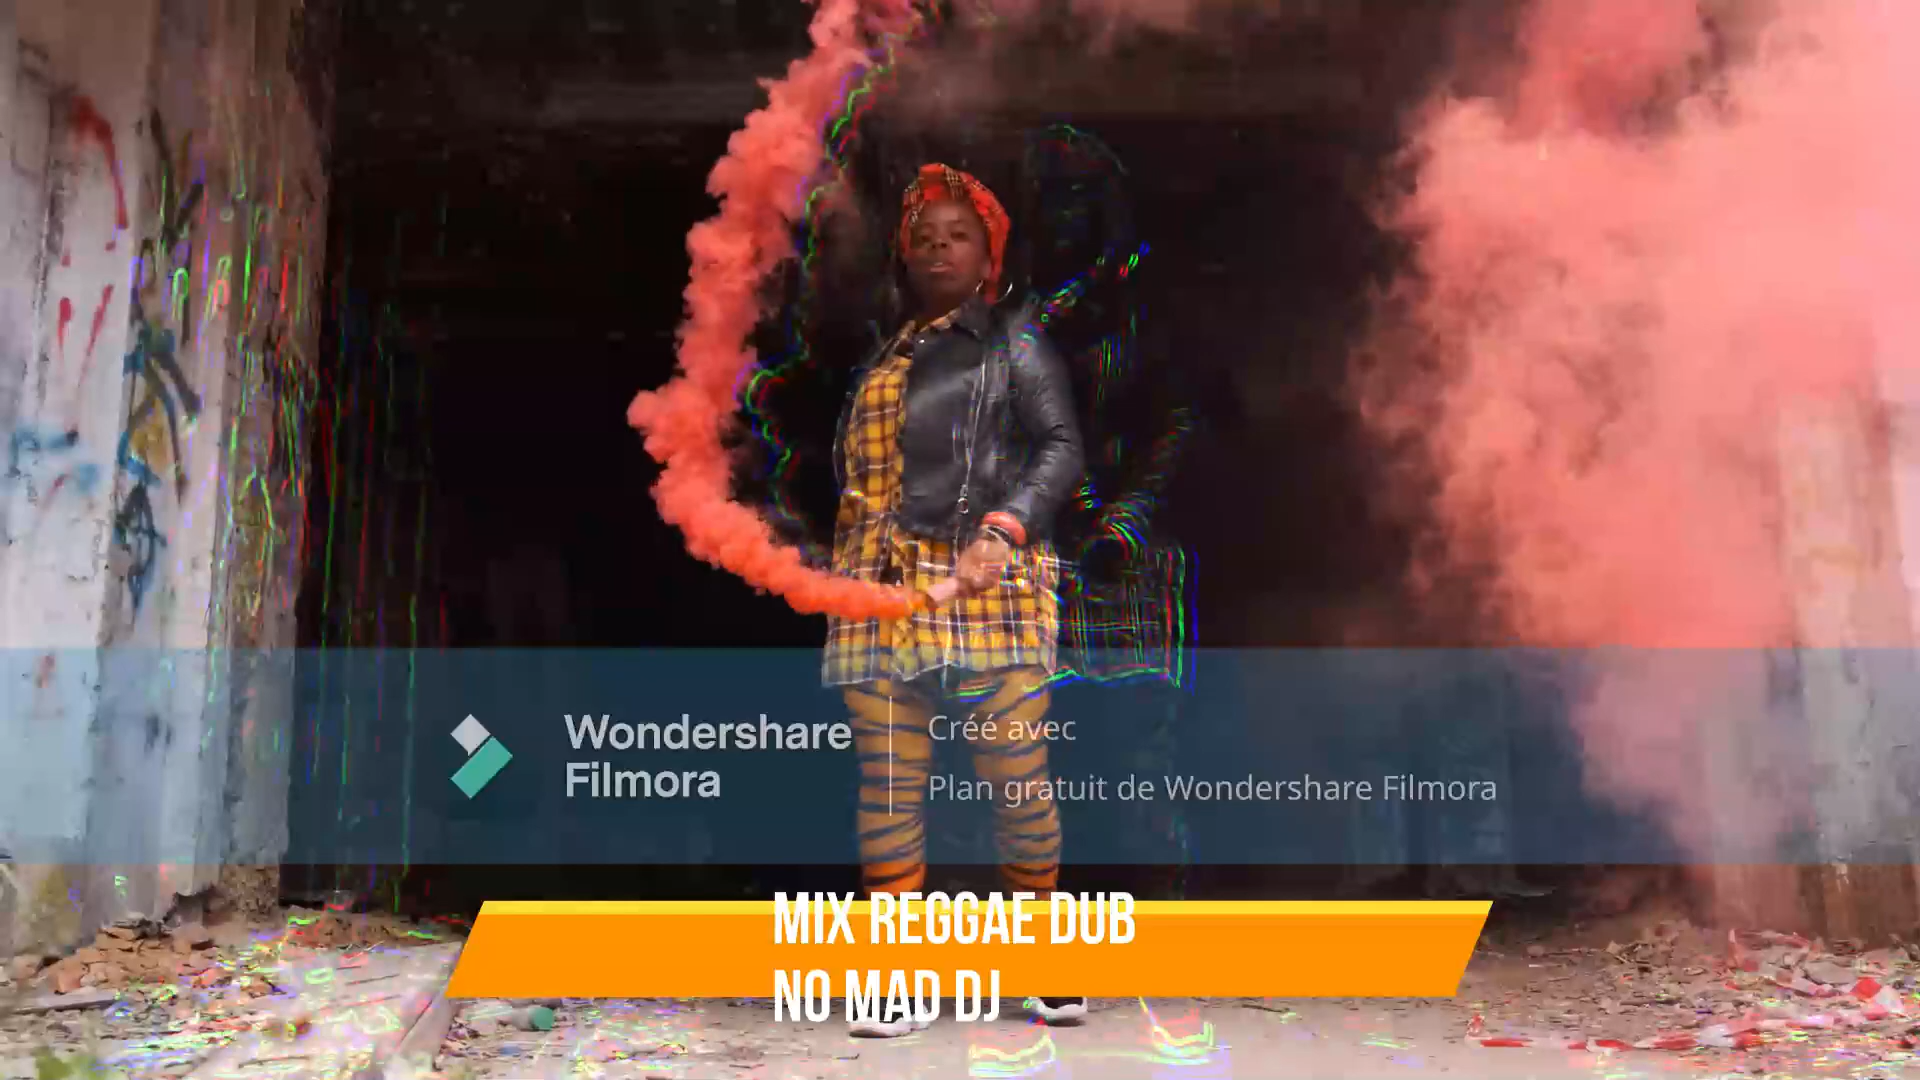 Wondershare
Filmora
Créé avec
Plan gratuit de Wondershare Filmora
MIX REGGAE DUB
NO MAD DJ